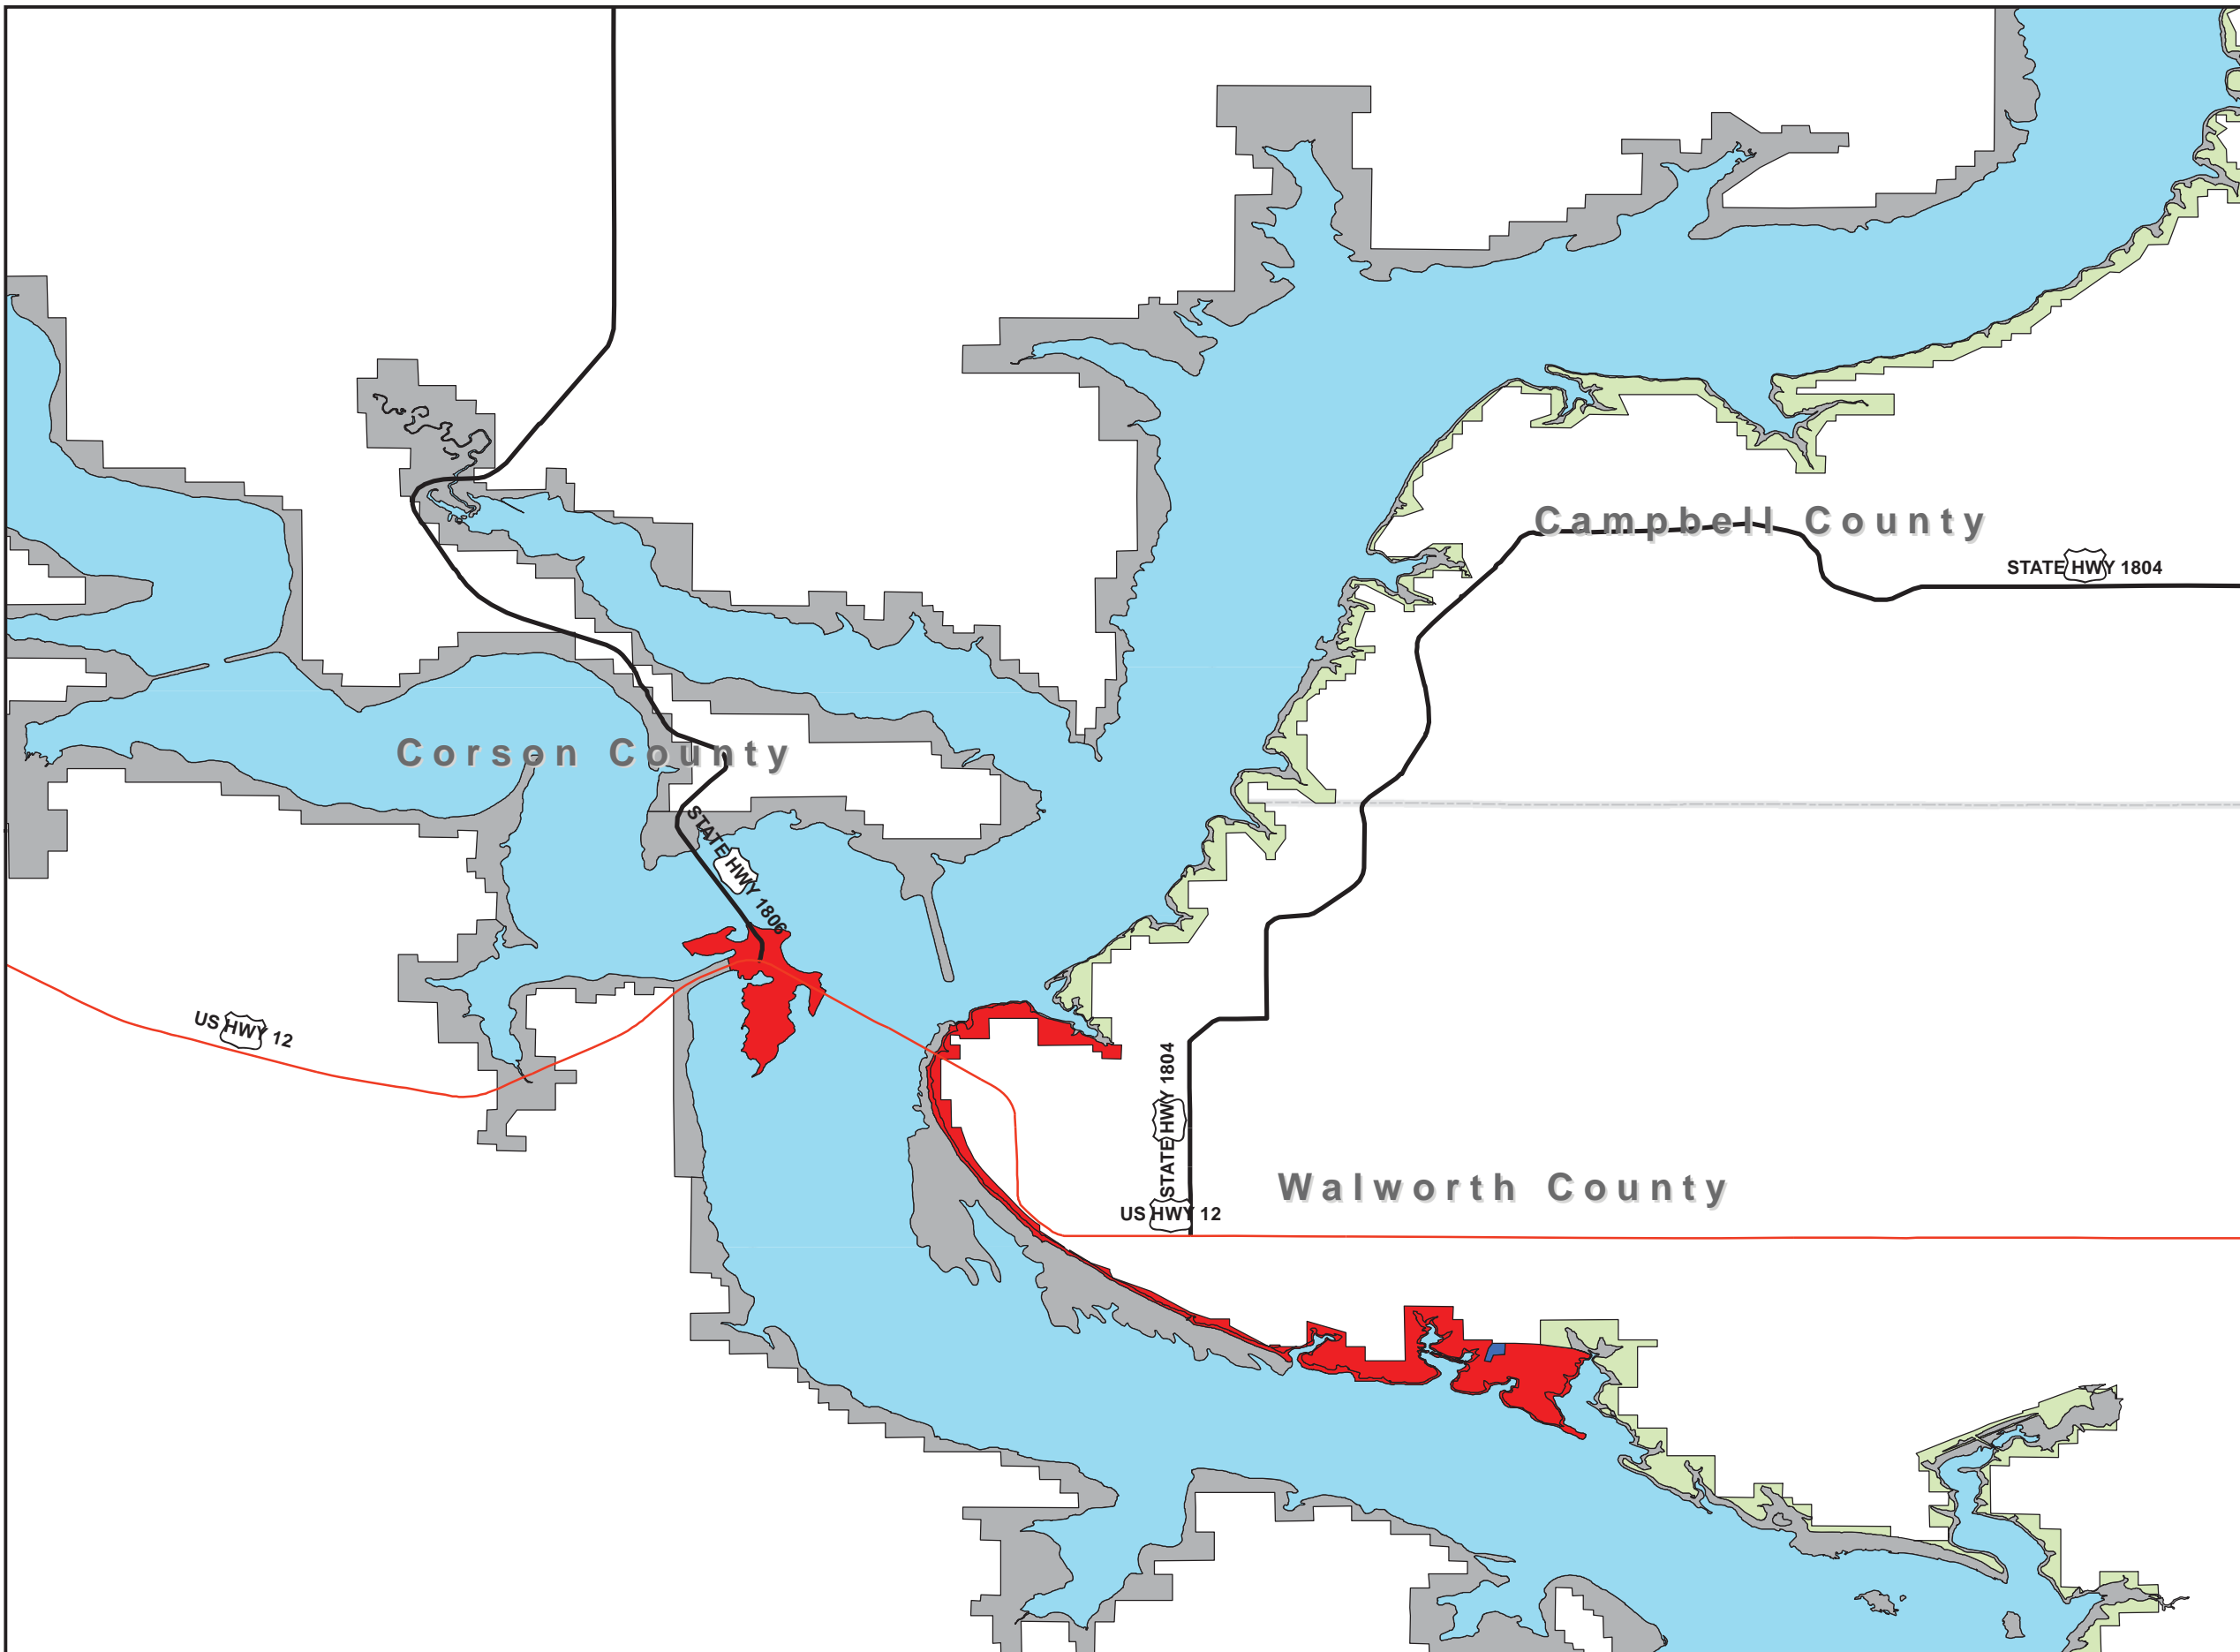 Campbell County
STATE HWY 1804
Corson County
STATE HWY 1806
US HWY 12
STATE HWY 1804
Walworth County
US HWY 12